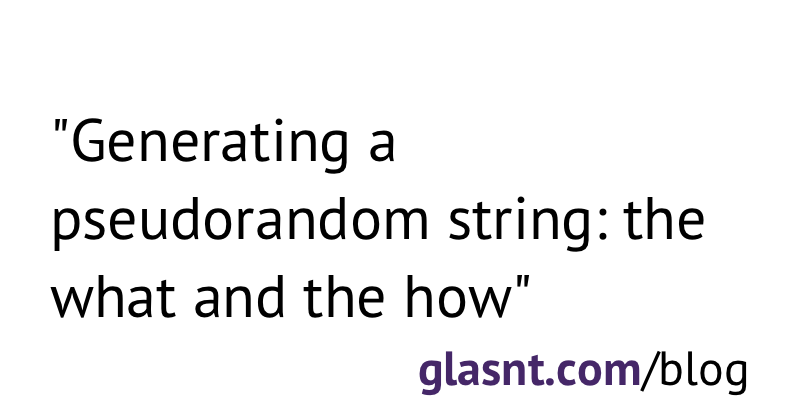 "Generating a
pseudorandom string: the
what and the how"
glasnt.com/blog